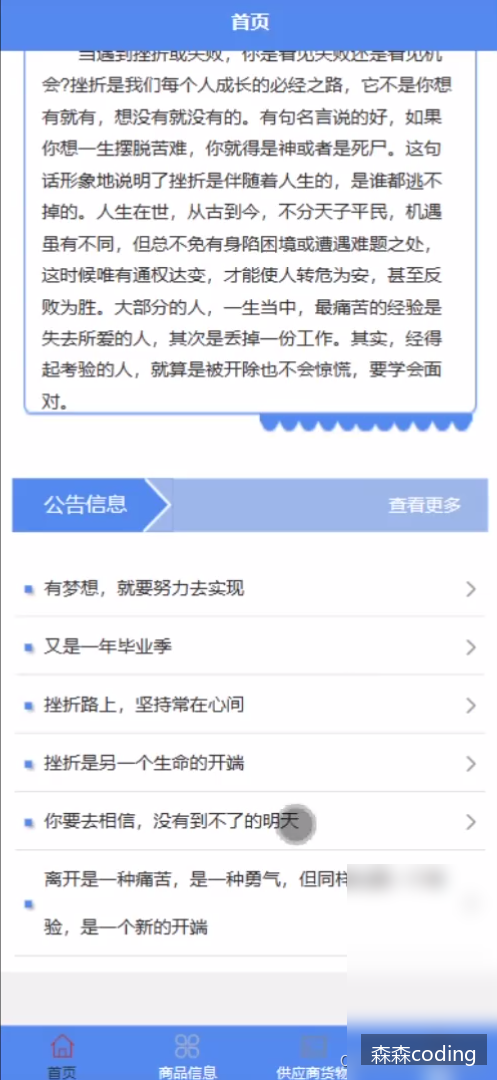 首页
当遇到挫折或失败，你是看见失败还是看见机
会?挫折是我们每个人成长的必经之路，它不是你想
有就有，想没有就没有的。有句名言说的好，如果
你想一生摆脱苦难，你就得是神或者是死尸。这句
话形象地说明了挫折是伴随着人生的，是谁都逃不
掉的。人生在世，从古到今，不分天子平民，机遇
虽有不同，但总不免有身陷困境或遭遇难题之处，
这时候唯有通权达变，才能使人转危为安，甚至反
败为胜。大部分的人，一生当中，最痛苦的经验是
失去所爱的人，其次是丢掉一份工作。其实，经得
起考验的人，就算是被开除也不会惊慌，要学会面
对。
公告信息
查看更多
有梦想，就要努力去实现
又是一年毕业季
挫折路上，坚持常在心间
挫折是另一个生命的开端
你要去相信，没有到不了的明天
离开是一种痛苦，是一种勇气，但同样
验，是一个新的开端
首页
商品信息
供应商货物
森森coding